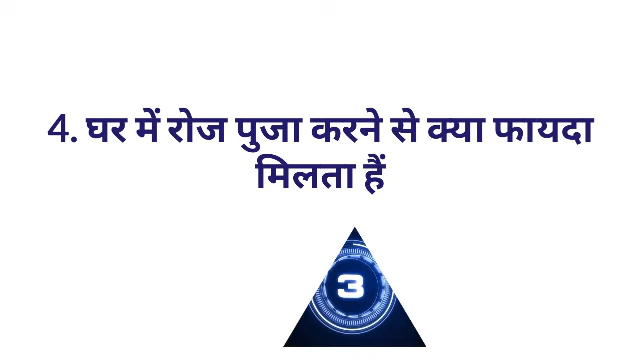 4. घर में रोज पुजा करने से क्या फायदा
मिलता हैं
3